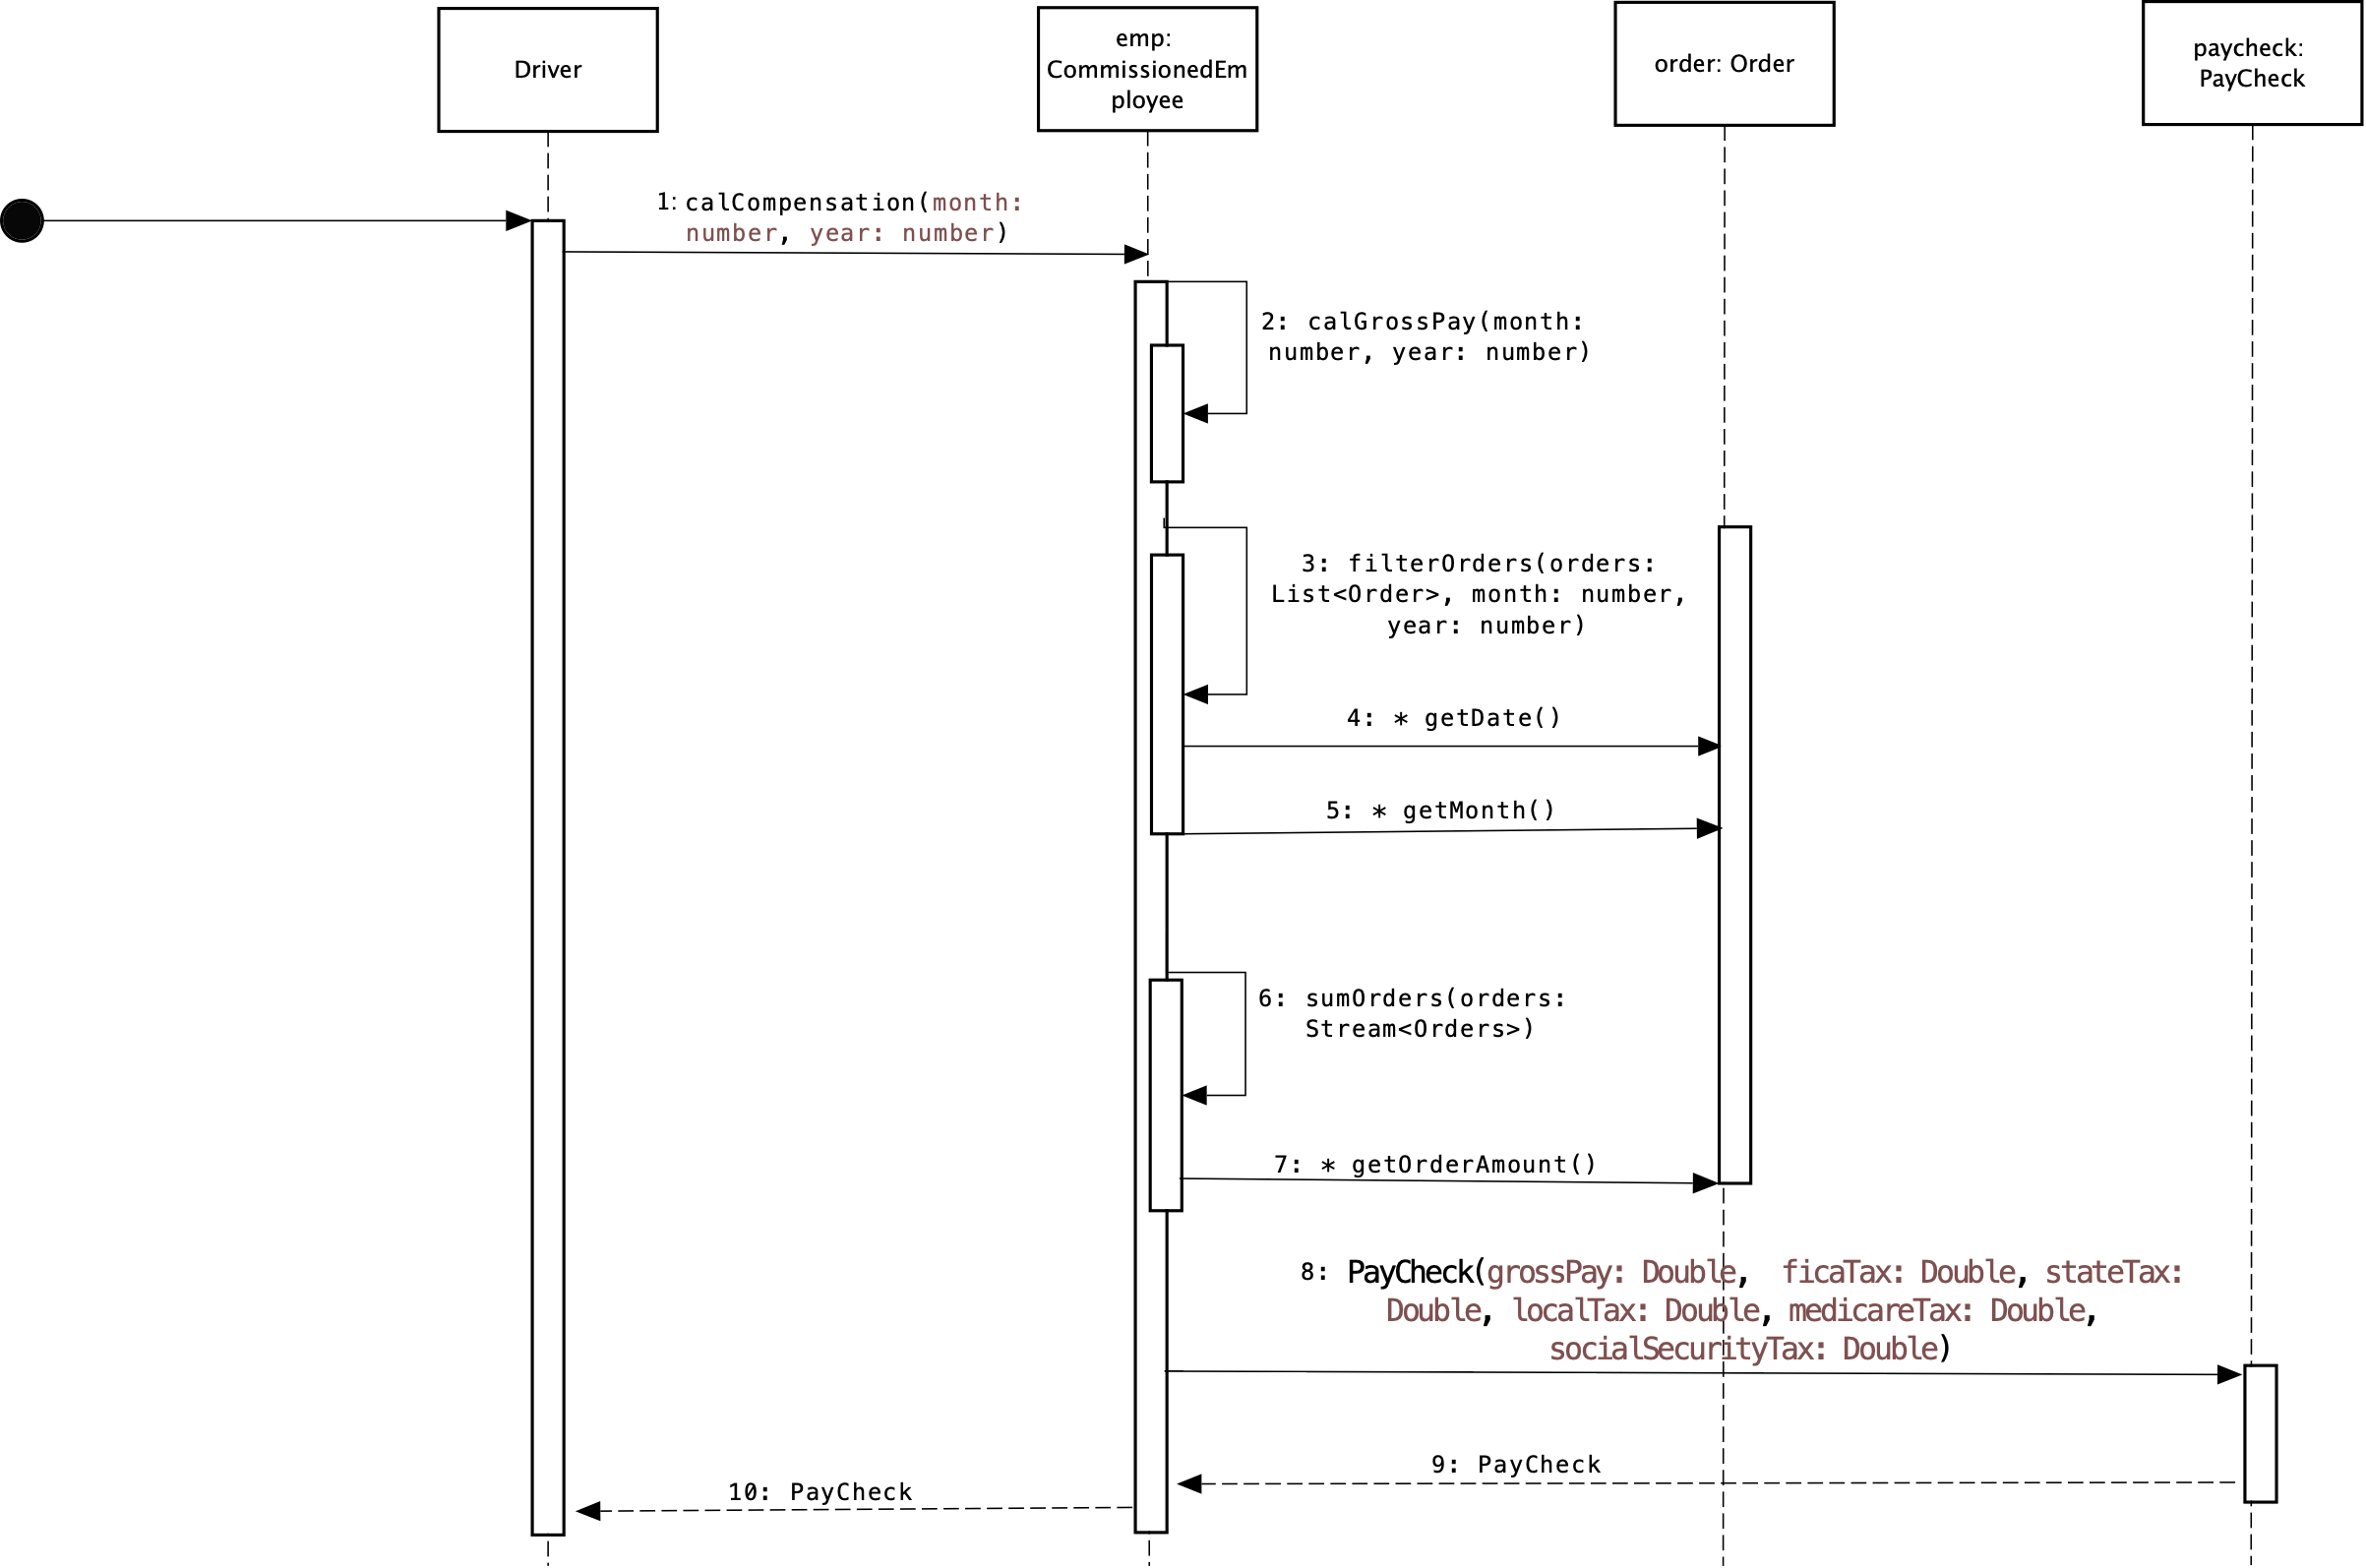 Driver
emp:
CommissionedEm
ployee
order: Order
paycheck:
PayCheck
1: calCompensation(month:
number, year: number)
2: calGrossPay(month:
number, year: number)
3: filterOrders(orders:
List<Order>, month: number,
year: number)
4: * getDate()
5: * getMonth()
6: sumOrders(orders:
Stream<Orders>)
7: * getOrderAmount()
8: PayCheck(grossPay: Double, ficaTax: Double, stateTax:
Double, localTax: Double, medicareTax: Double,
socialSecurityTax: Double)
9: PayCheck
10: PayCheck